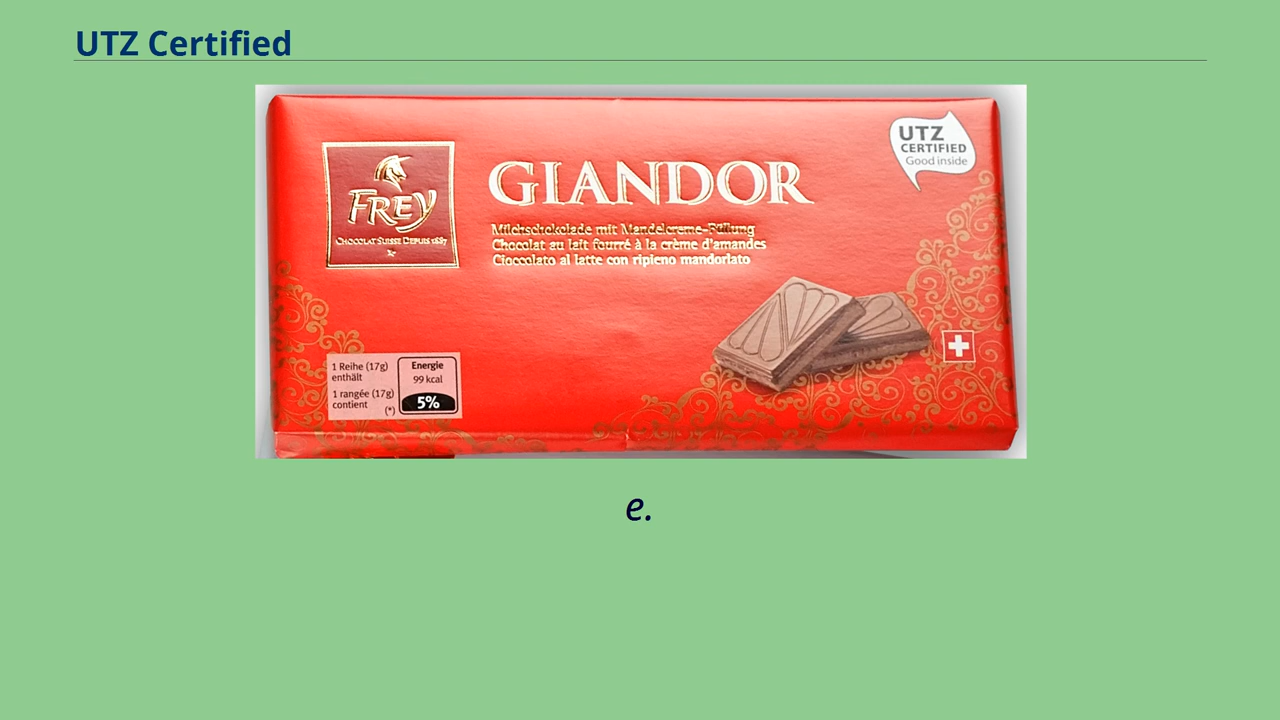 UTZ Certified
FREY
CHOCOLAT SUISSE DEPUIS 1887
GIANDOR
Milchschokolade mit Mandelcreme-Füllung
Chocolat au lait fourré à la crème d'amandes
Cioccolato al latte con ripieno mandorlato
UTZ
CERTIFIED
Good inside
1 Reihe (17g)
enthält
1 rangée (17g)
contient
(*)
Energie
99 kcal
5%
e.